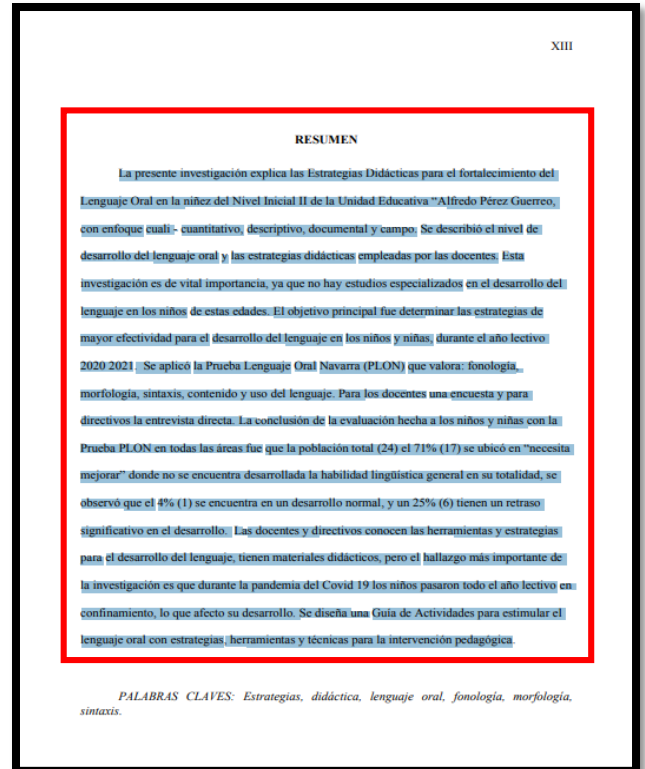 XIII
RESUMEN
La presente investigación explica las Estrategias Didácticas para el fortalecimiento del
Lenguaje Oral en la niñez del Nivel Inicial II de la Unidad Educativa “Alfredo Pérez Guerreo,
con enfoque cuali - cuantitativo, descriptivo, documental y campo. Se describió el nivel de
desarrollo del lenguaje oral y las estrategias didácticas empleadas por las docentes. Esta
investigación es de vital importancia, ya que no hay estudios especializados en el desarrollo del
lenguaje en los niños de estas edades. El objetivo principal fue determinar las estrategias de
mayor efectividad para el desarrollo del lenguaje en los niños y niñas, durante el año lectivo
2020 2021. Se aplicó la Prueba Lenguaje Oral Navarra (PLON) que valora: fonología,
morfología, sintaxis, contenido y uso del lenguaje. Para los docentes una encuesta y para
directivos la entrevista directa. La conclusión de la evaluación hecha a los niños y niñas con la
Prueba PLON en todas las áreas fue que la población total (24) el 71% (17) se ubicó en “necesita
mejorar” donde no se encuentra desarrollada la habilidad lingüística general en su totalidad, se
observó que el 4% (1) se encuentra en un desarrollo normal, y un 25% (6) tienen un retraso
significativo en el desarrollo. Las docentes y directivos conocen las herramientas y estrategias
para el desarrollo del lenguaje, tienen materiales didácticos, pero el hallazgo más importante de
la investigación es que durante la pandemia del Covid 19 los niños pasaron todo el año lectivo en
confinamiento, lo que afecto su desarrollo. Se diseña una Guía de Actividades para estimular el
lenguaje oral con estrategias, herramientas y técnicas para la intervención pedagógica.
PALABRAS CLAVES: Estrategias, didáctica, lenguaje oral, fonología, morfología,
sintaxis.